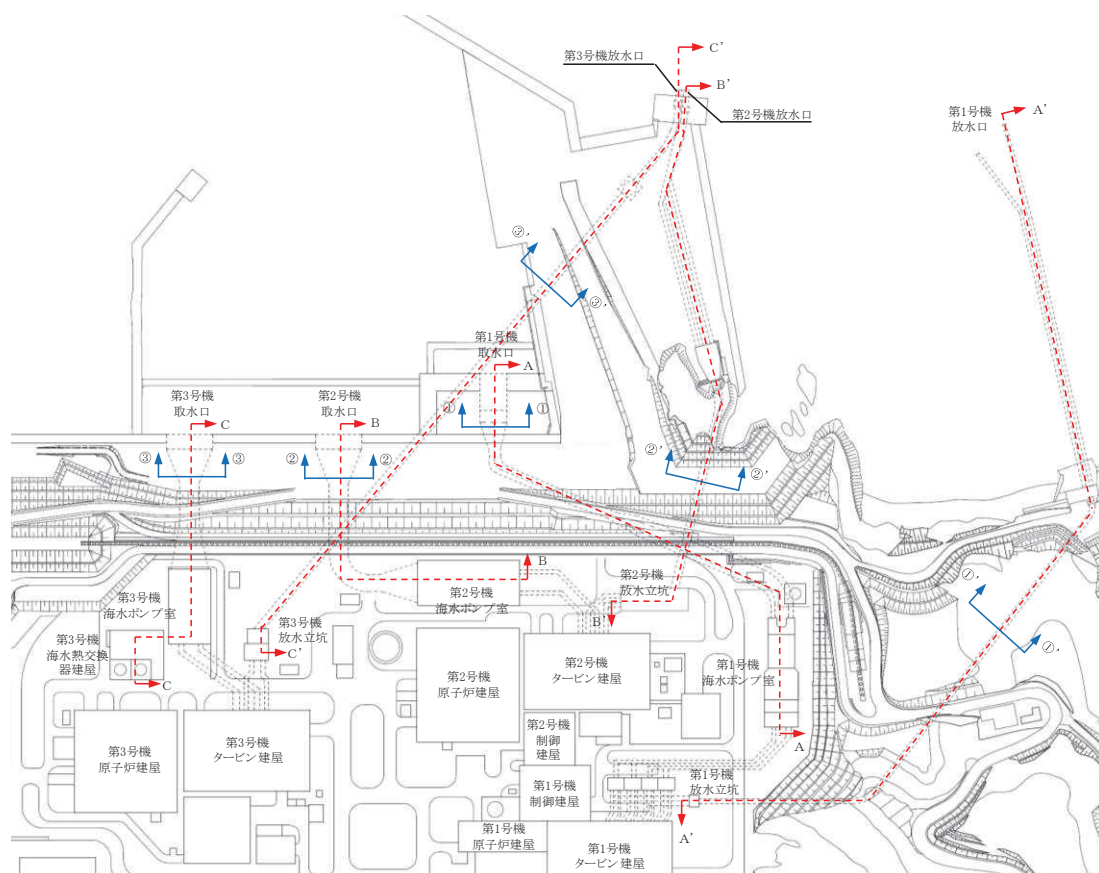 第3号機放水口
C'
B'
第2号機放水口
第1号機
放水口
A'
③'
③'
第1号機
取水口
A
①
①
第3号機
取水口
C
第2号機
取水口
B
③
③
②
②
②'
②'
B
第2号機
海水ポンプ室
第2号機
放水立坑
B'
第3号機
海水ポンプ室
第3号機
放水立坑
C'
第3号機
海水熱交換
器建屋
C
①'
①'
第1号機
海水ポンプ室
A
第2号機
原子炉建屋
第2号機
タービン建屋
第2号機
制御
建屋
第3号機
原子炉建屋
第3号機
タービン建屋
第1号機
制御建屋
第1号機
放水立坑
A'
第1号機
原子炉建屋
第1号機
タービン建屋